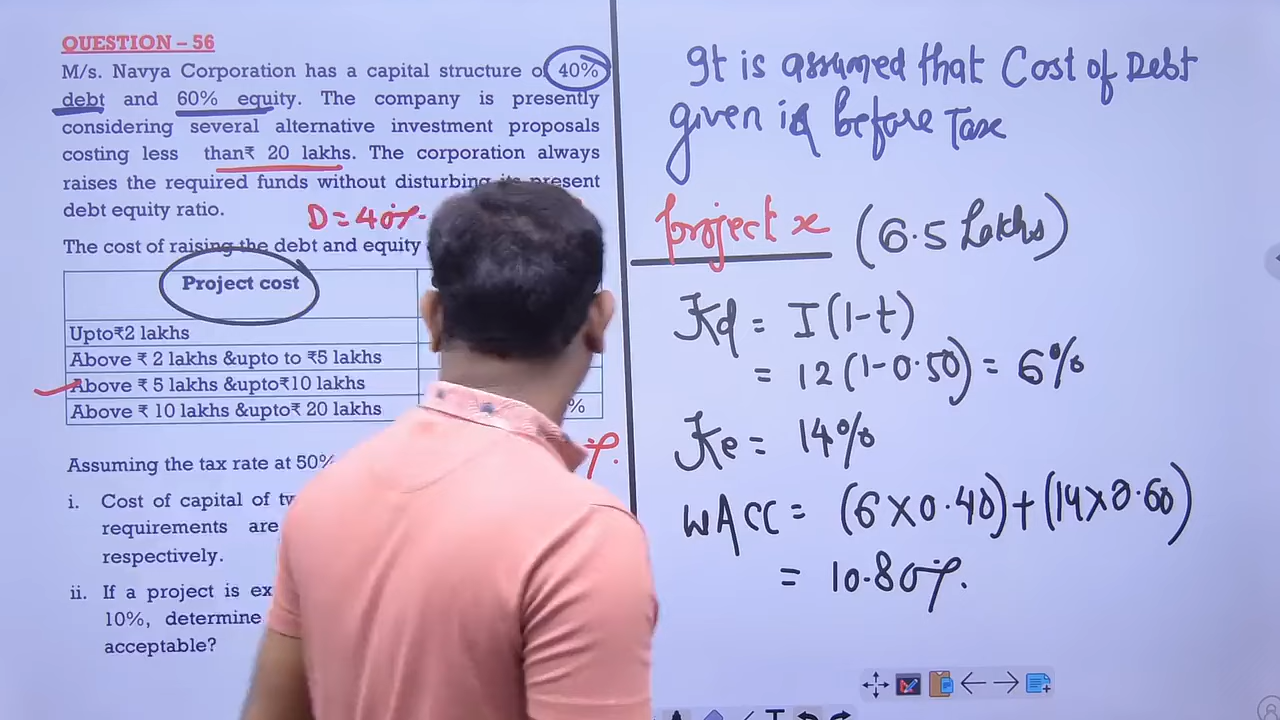 QUESTION – 56
M/s. Navya Corporation has a capital structure of 40%
debt and 60% equity. The company is presently
considering several alternative investment proposals
costing less than₹ 20 lakhs. The corporation always
raises the required funds without disturbing its present
debt equity ratio.
D = 40%
The cost of raising the debt and equity
Project cost
Upto₹2 lakhs
Above ₹ 2 lakhs &upto to ₹5 lakhs
Above ₹ 5 lakhs &upto₹10 lakhs
Above ₹ 10 lakhs &upto₹ 20 lakhs
%
Assuming the tax rate at 50%
%.
i. Cost of capital of
requirements are
respectively.
ii. If a project is
10%, determine
acceptable?
It is assumed that Cost of Debt
given is before Tax
Project x (6.5 Lakhs)
Kd = I(1-t)
= 12(1-0.50) = 6%
Ke = 14%
WACC = (6×0.40)+(14×0.60)
= 10.80%.